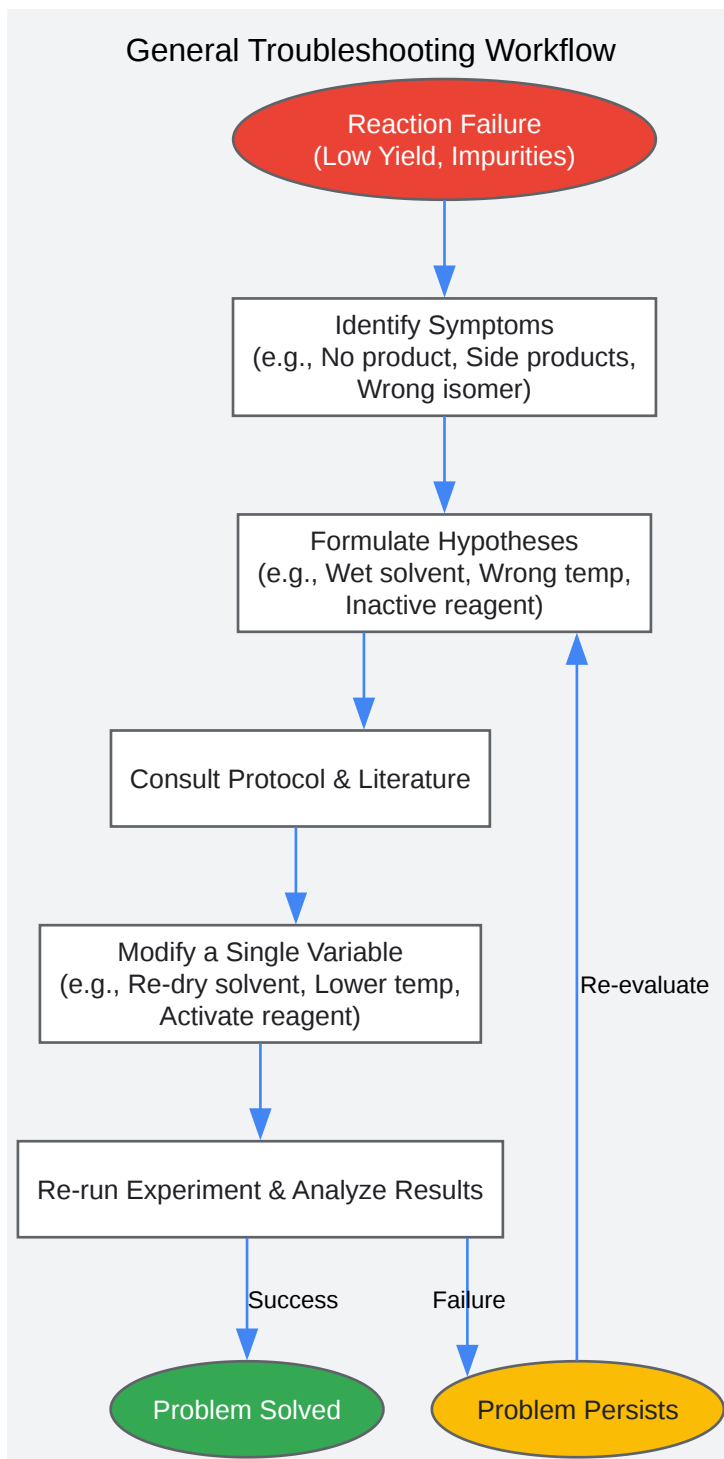 General Troubleshooting Workflow
Reaction Failure
(Low Yield, Impurities)
Identify Symptoms
(e.g., No product, Side products,
Wrong isomer)
Formulate Hypotheses
(e.g., Wet solvent, Wrong temp,
Inactive reagent)
Consult Protocol & Literature
Modify a Single Variable
(e.g., Re-dry solvent, Lower temp,
Activate reagent)
Re-evaluate
Re-run Experiment & Analyze Results
Success
Failure
Problem Solved
Problem Persists